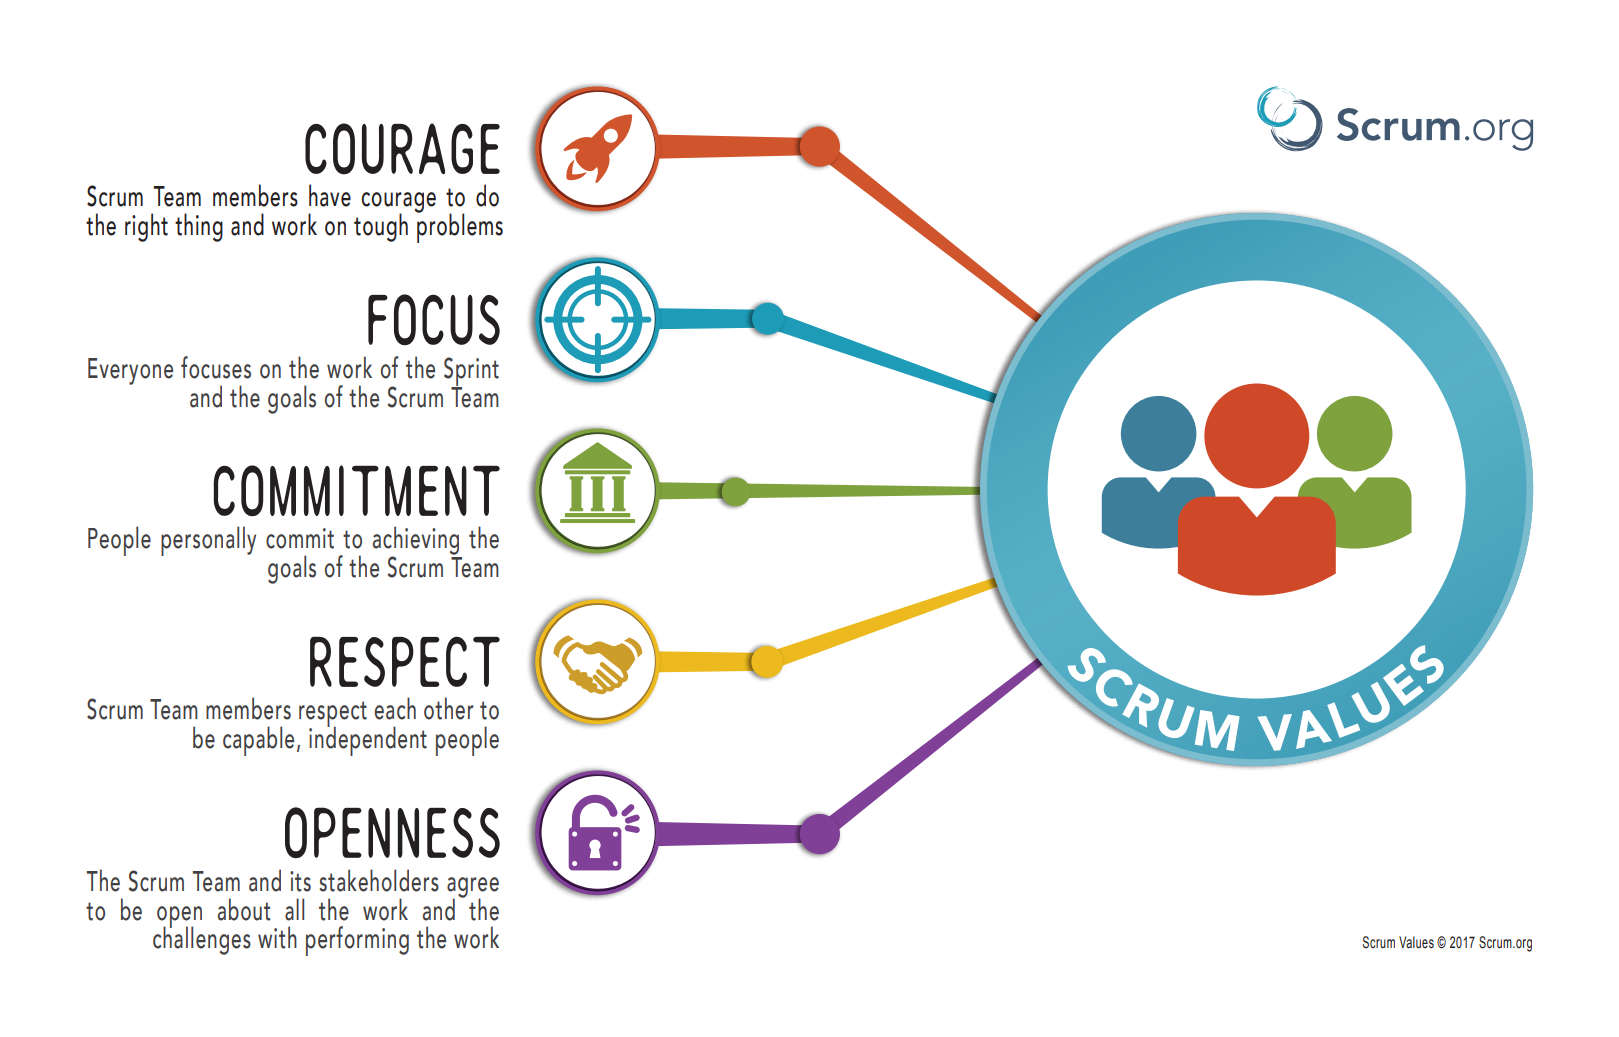 Scrum.org
COURAGE
Scrum Team members have courage to do
the right thing and work on tough problems
FOCUS
Everyone focuses on the work of the Sprint
and the goals of the Scrum Team
COMMITMENT
People personally commit to achieving the
goals of the Scrum Team
RESPECT
Scrum Team members respect each other to
be capable, independent people
OPENNESS
The Scrum Team and its stakeholders agree
to be open about all the work and the
challenges with performing the work
SCRUM VALUES
Scrum Values © 2017 Scrum.org